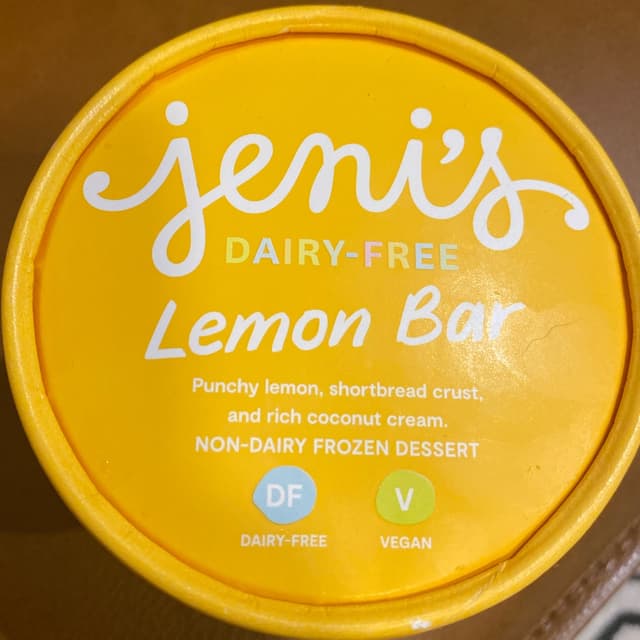 jeni's
DAIRY-FREE
Lemon Bar
Punchy lemon, shortbread crust,
and rich coconut cream.
NON-DAIRY FROZEN DESSERT
DF V
DAIRY-FREE VEGAN